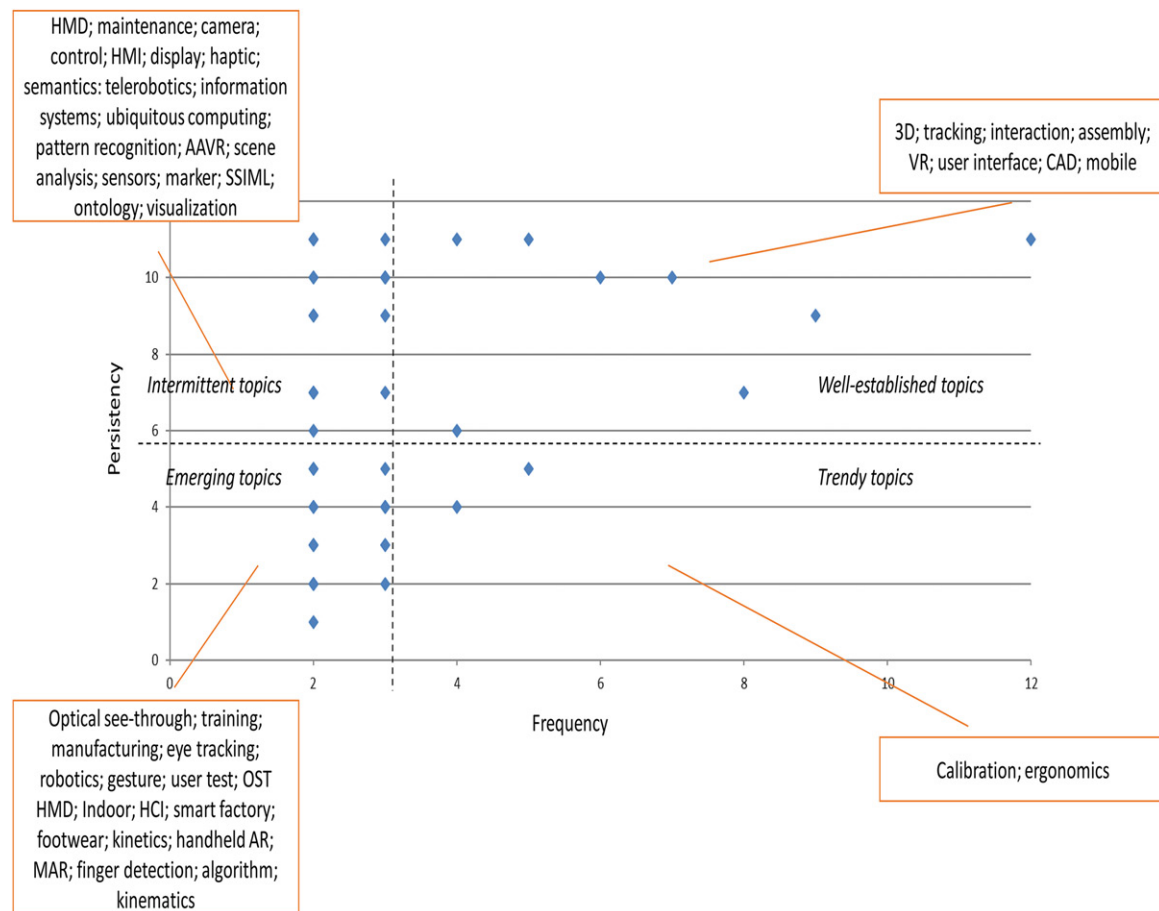 HMD; maintenance; camera;
control; HMI; display; haptic;
semantics: telerobotics; information
systems; ubiquitous computing;
pattern recognition; AAVR; scene
analysis; sensors; marker; SSIML;
ontology; visualization
3D; tracking; interaction; assembly;
VR; user interface; CAD; mobile
10
8
Intermittent topics
Well-established topics
Persistency
6
Emerging topics
Trendy topics
4
2
0
0 2 4 6 8 10 12
Frequency
Optical see-through; training;
manufacturing; eye tracking;
robotics; gesture; user test; OST
HMD; Indoor; HCI; smart factory;
footwear; kinetics; handheld AR;
MAR; finger detection; algorithm;
kinematics
Calibration; ergonomics